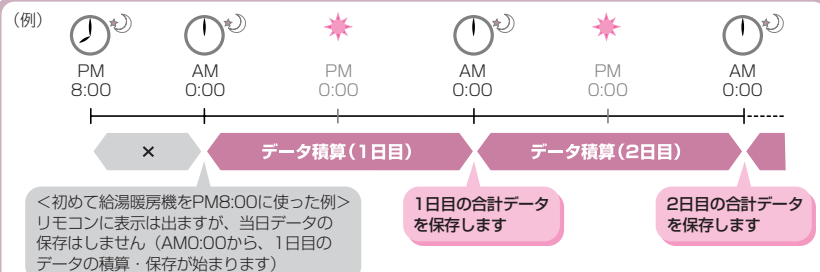 （例）
PM AM PM AM PM AM
8:00 0:00 0:00 0:00 0:00 0:00
× データ積算（1日目） データ積算（2日目）
＜初めて給湯暖房機をPM8:00に使った例＞
リモコンに表示は出ますが、当日データの
保存はしません（AM0:00から、1日目の
データの積算・保存が始まります）
1日目の合計データ
を保存します
2日目の合計データ
を保存します